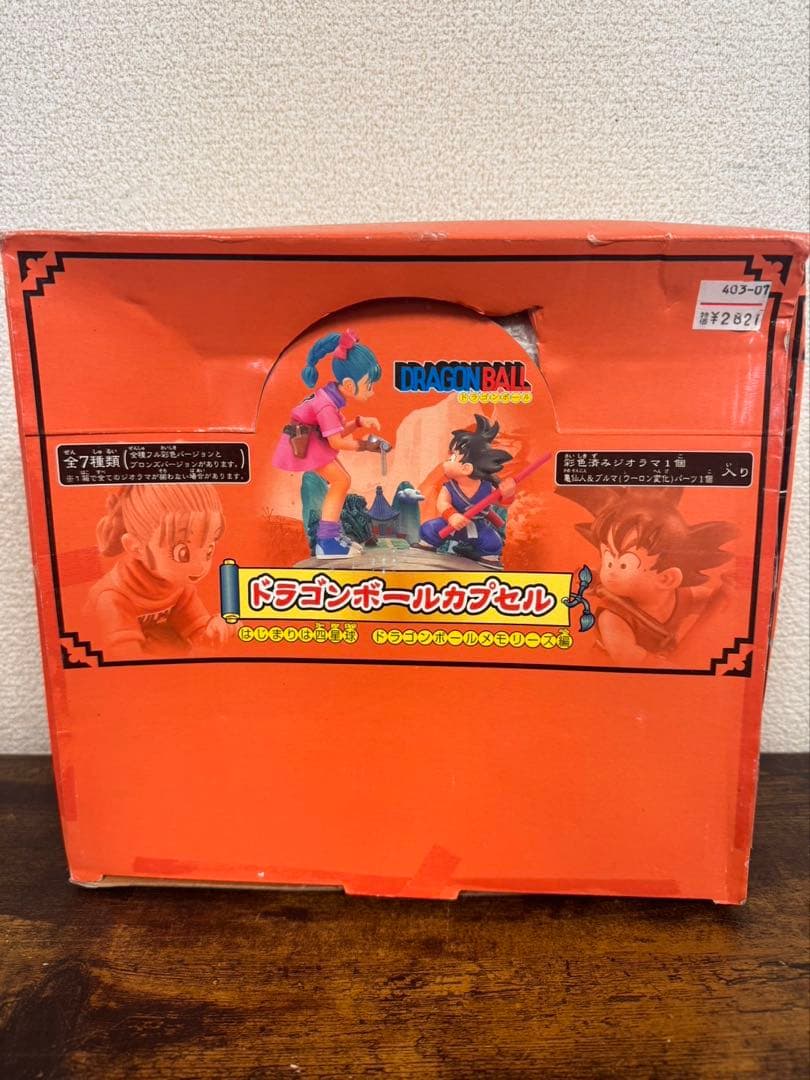 403-07
特価 ¥2821
DRAGONBALL
ドラゴンボール
全7種類
全種フル彩色バージョンと
ブロンズバージョンがあります。
※1箱で全てのジオラマが揃わない場合があります。
彩色済みジオラマ1個
亀仙人&ブルマ(ウーロン変化)パーツ1個
入り
ドラゴンボールカプセル
はじまりは四星球 ドラゴンボールメモリーズ編